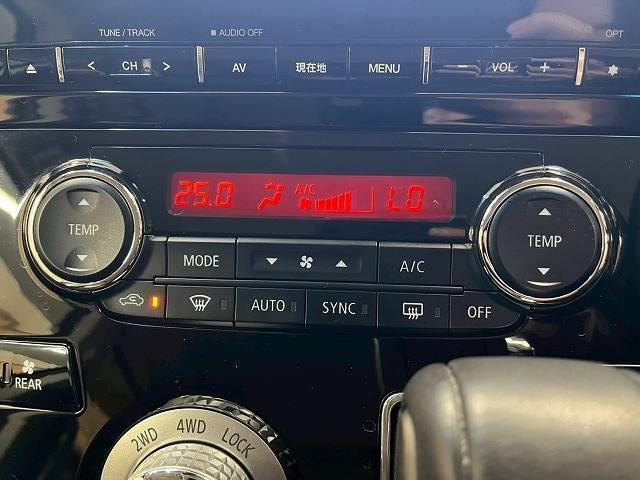 TUNE / TRACK AUDIO OFF OPT
< CH > AV 現在地 MENU − VOL +
25.0 A/C LO
TEMP TEMP
MODE A/C
AUTO SYNC OFF
REAR
2WD 4WD LOCK